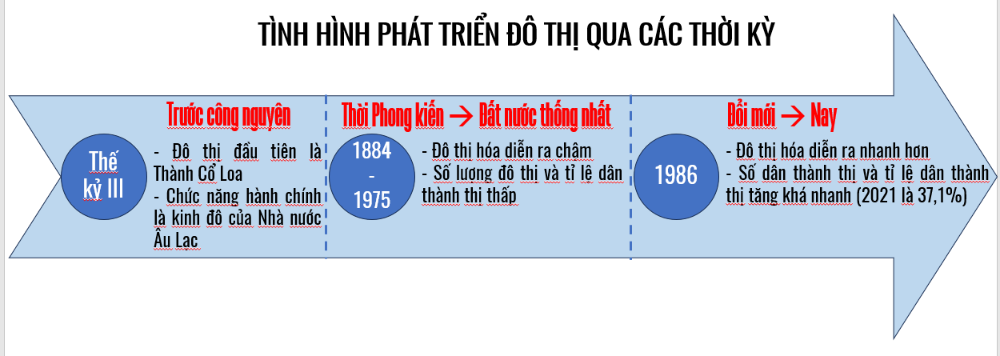 TÌNH HÌNH PHÁT TRIỂN ĐÔ THỊ QUA CÁC THỜI KỲ
Trước công nguyên
Thế
kỷ III
- Đô thị đầu tiên là
Thành Cổ Loa
- Chức năng hành chính
là kinh đô của Nhà nước
Âu Lạc
Thời Phong kiến → Đất nước thống nhất
1884
-
1975
- Đô thị hóa diễn ra chậm
- Số lượng đô thị và tỉ lệ dân
thành thị thấp
Đổi mới → Nay
1986
- Đô thị hóa diễn ra nhanh hơn
- Số dân thành thị và tỉ lệ dân thành
thị tăng khá nhanh (2021 là 37,1%)